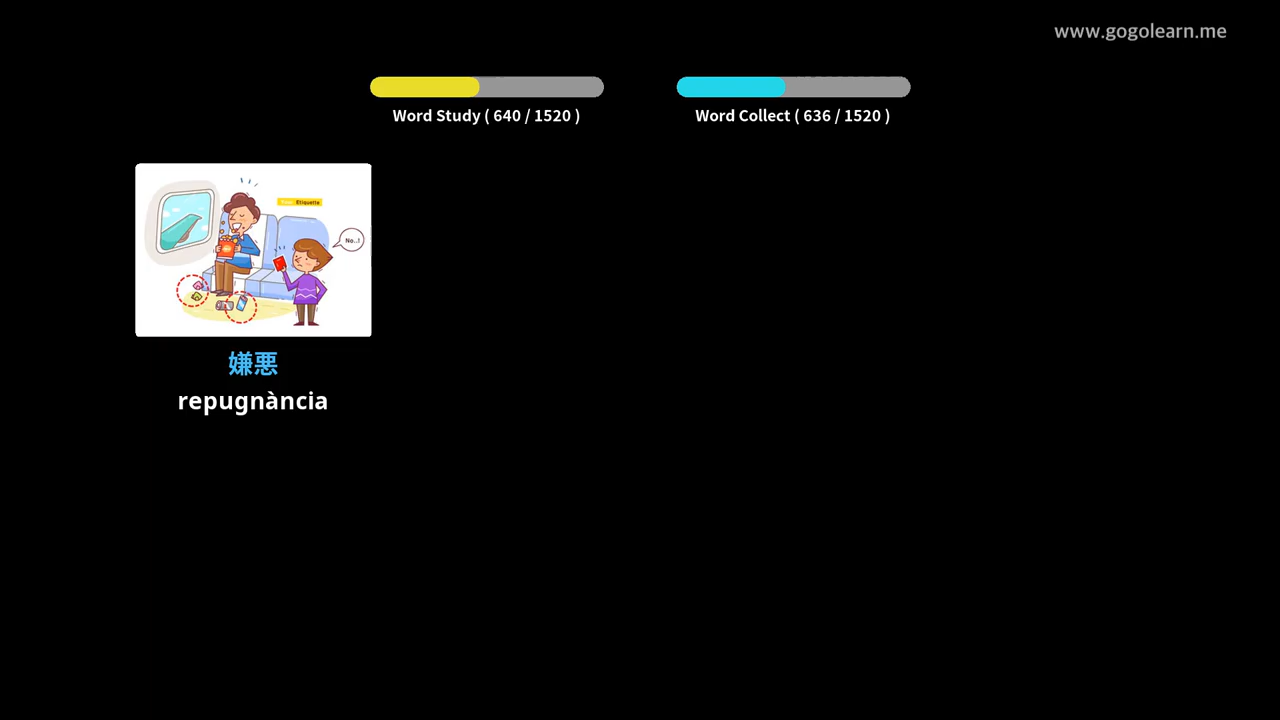 www.gogolearn.me
Word Study ( 640 / 1520 )
Word Collect ( 636 / 1520 )
Etiquette
No..!
嫌悪
repugnància